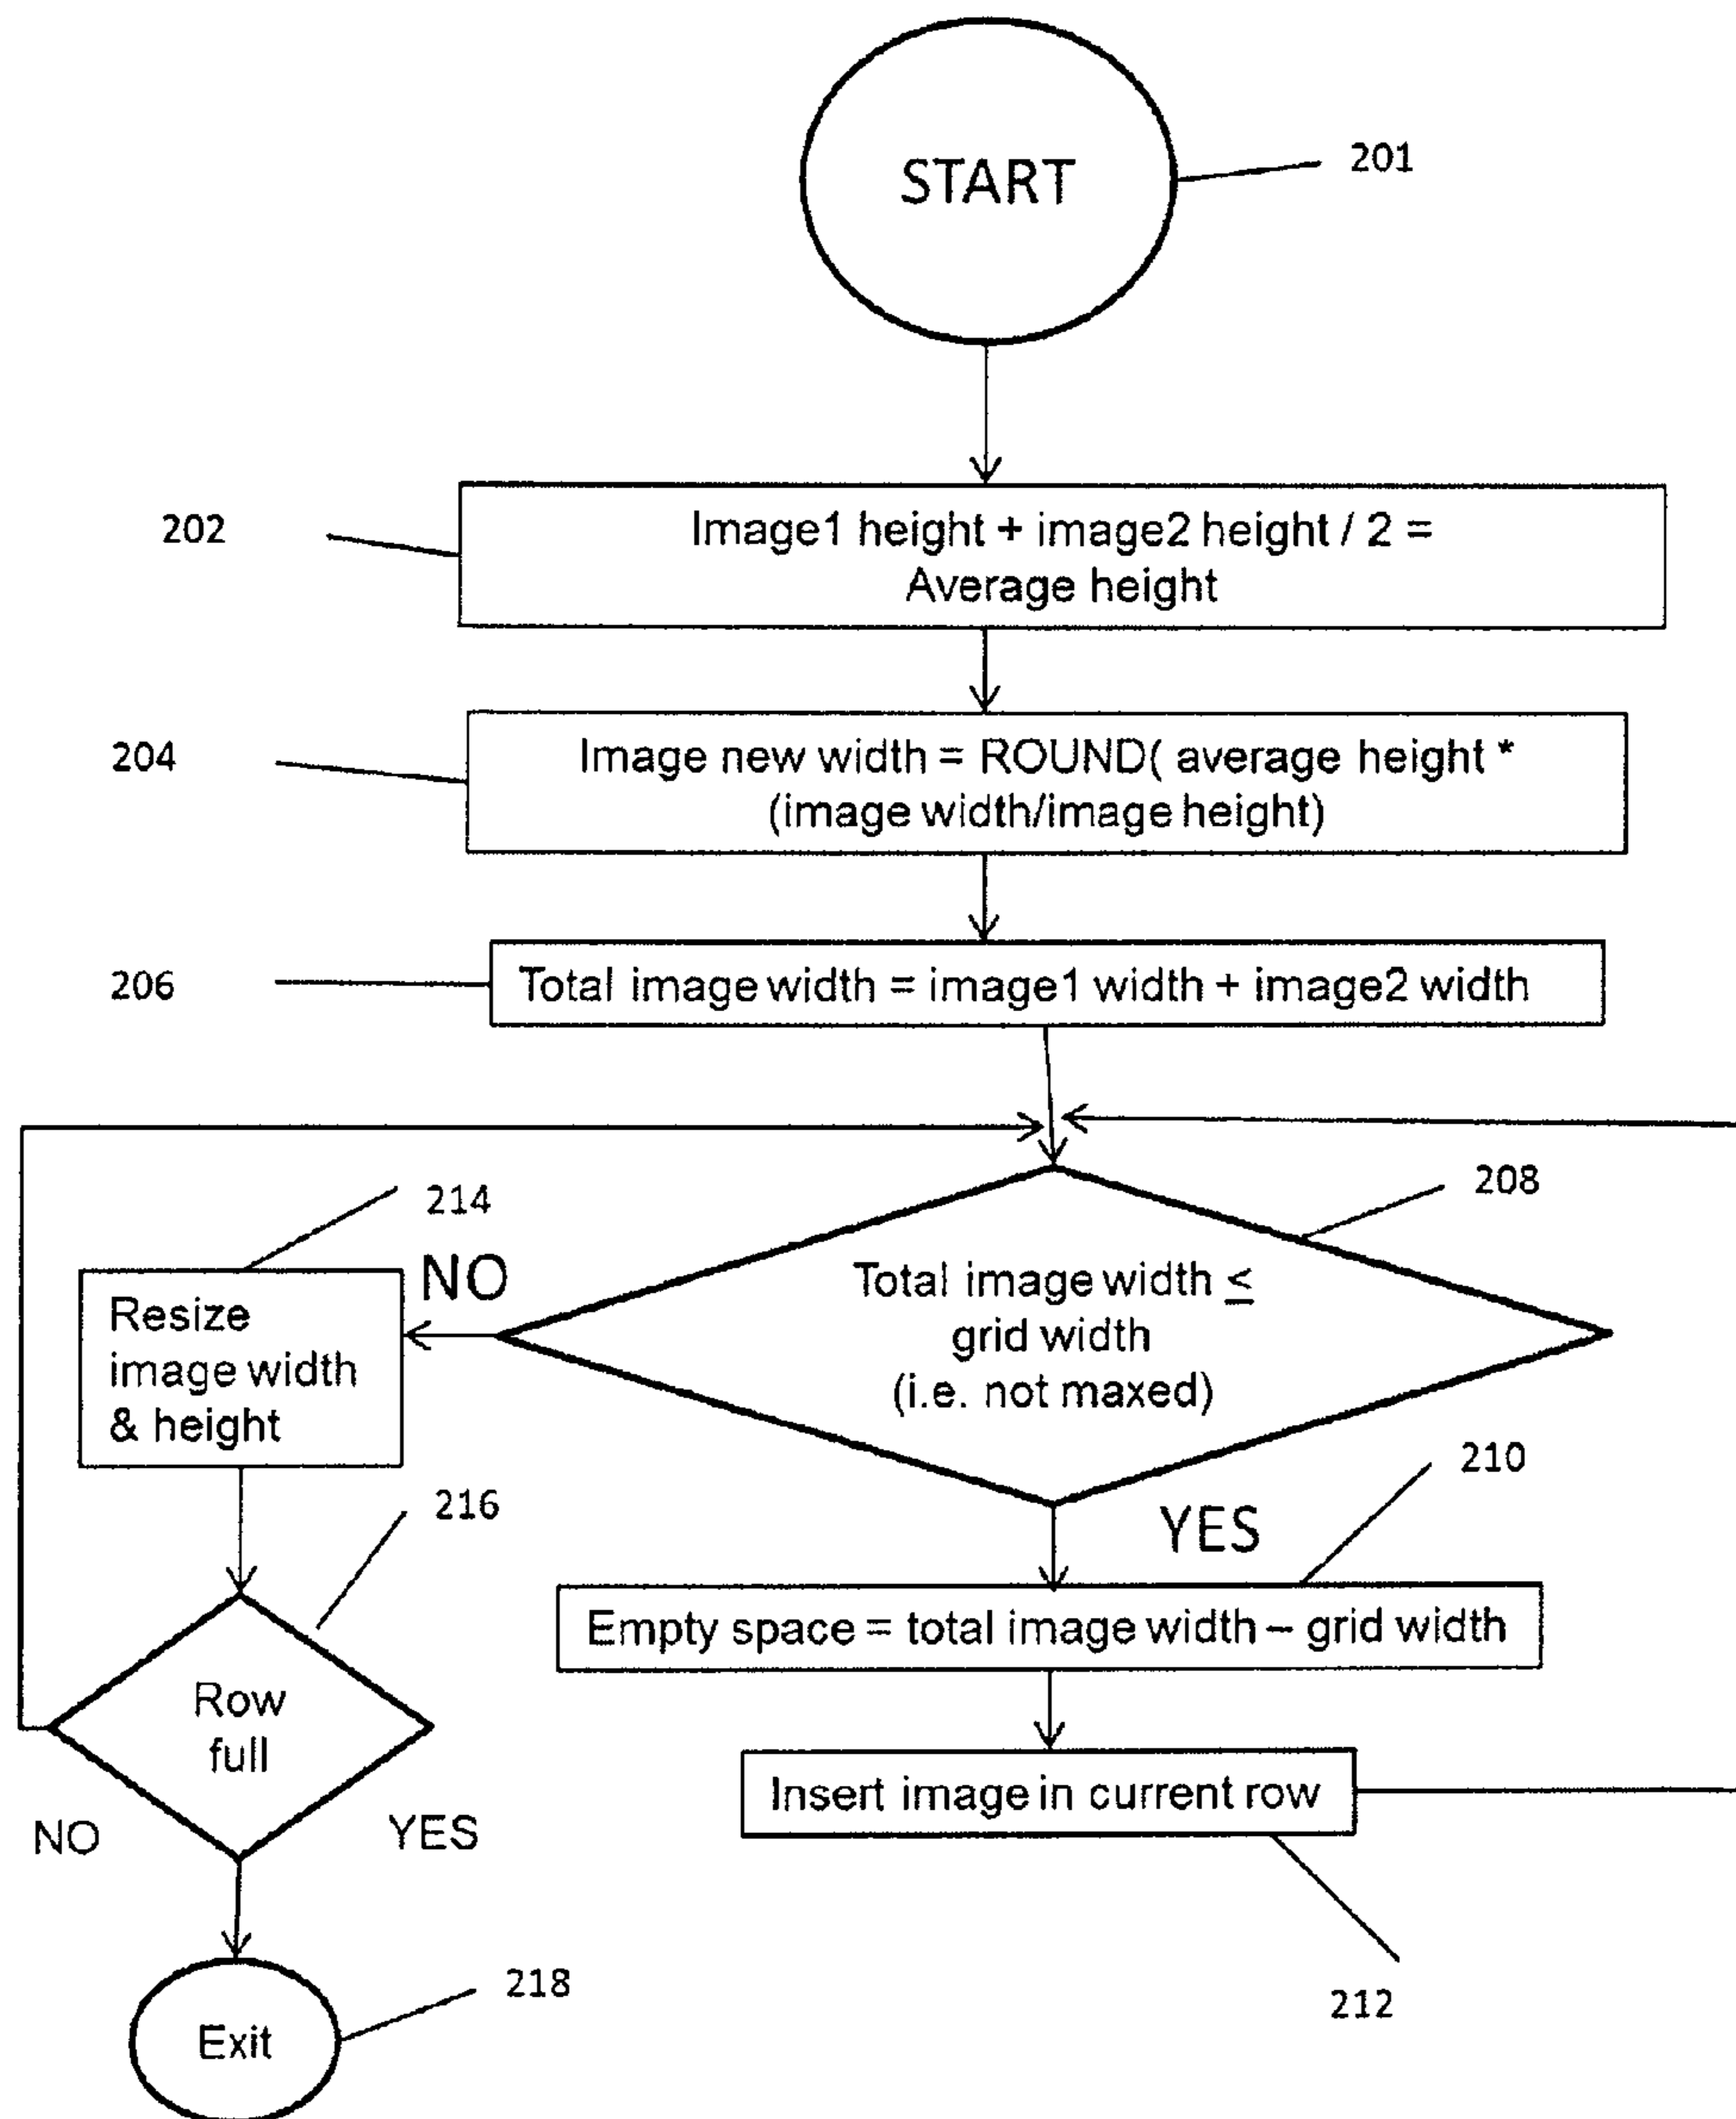 START
201
202
Image1 height + image2 height / 2 =
Average height
204
Image new width = ROUND( average height *
(image width/image height)
206
Total image width = image1 width + image2 width
208
Total image width ≤
grid width
(i.e. not maxed)
214
NO
Resize
image width
& height
210
YES
Empty space = total image width – grid width
216
Row
full
NO
YES
Insert image in current row
212
218
Exit